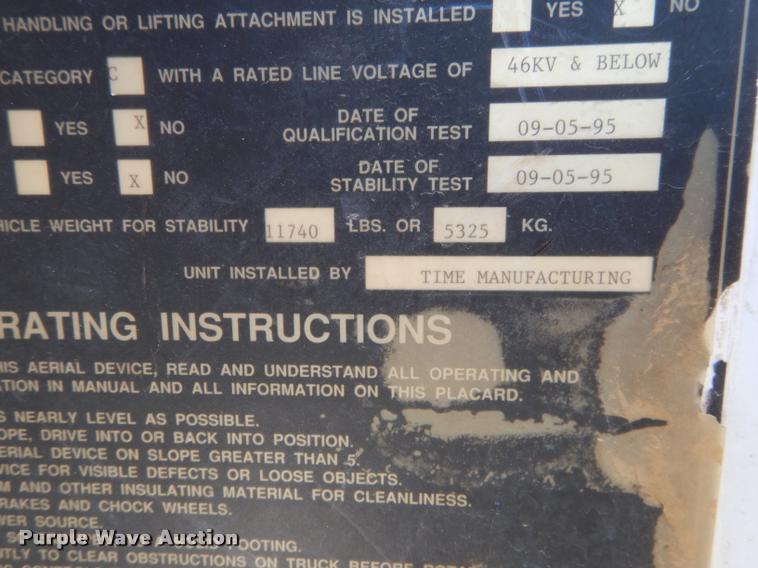 HANDLING OR LIFTING ATTACHMENT IS INSTALLED YES X NO
CATEGORY C WITH A RATED LINE VOLTAGE OF 46KV & BELOW
YES X NO DATE OF QUALIFICATION TEST 09-05-95
YES X NO DATE OF STABILITY TEST 09-05-95
HICLE WEIGHT FOR STABILITY 11740 LBS. OR 5325 KG.
UNIT INSTALLED BY TIME MANUFACTURING
RATING INSTRUCTIONS
IS AERIAL DEVICE, READ AND UNDERSTAND ALL OPERATING AND
TION IN MANUAL AND ALL INFORMATION ON THIS PLACARD.
S NEARLY LEVEL AS POSSIBLE.
OPE, DRIVE INTO OR BACK INTO POSITION.
ERIAL DEVICE ON SLOPE GREATER THAN 5
VICE FOR VISIBLE DEFECTS OR LOOSE OBJECTS.
M AND OTHER INSULATING MATERIAL FOR CLEANLINESS.
RAKES AND CHOCK WHEELS.
WER SOURCE.
FOOTING.
NTLY TO CLEAR OBSTRUCTIONS ON TRUCK BEFORE
Purple Wave Auction